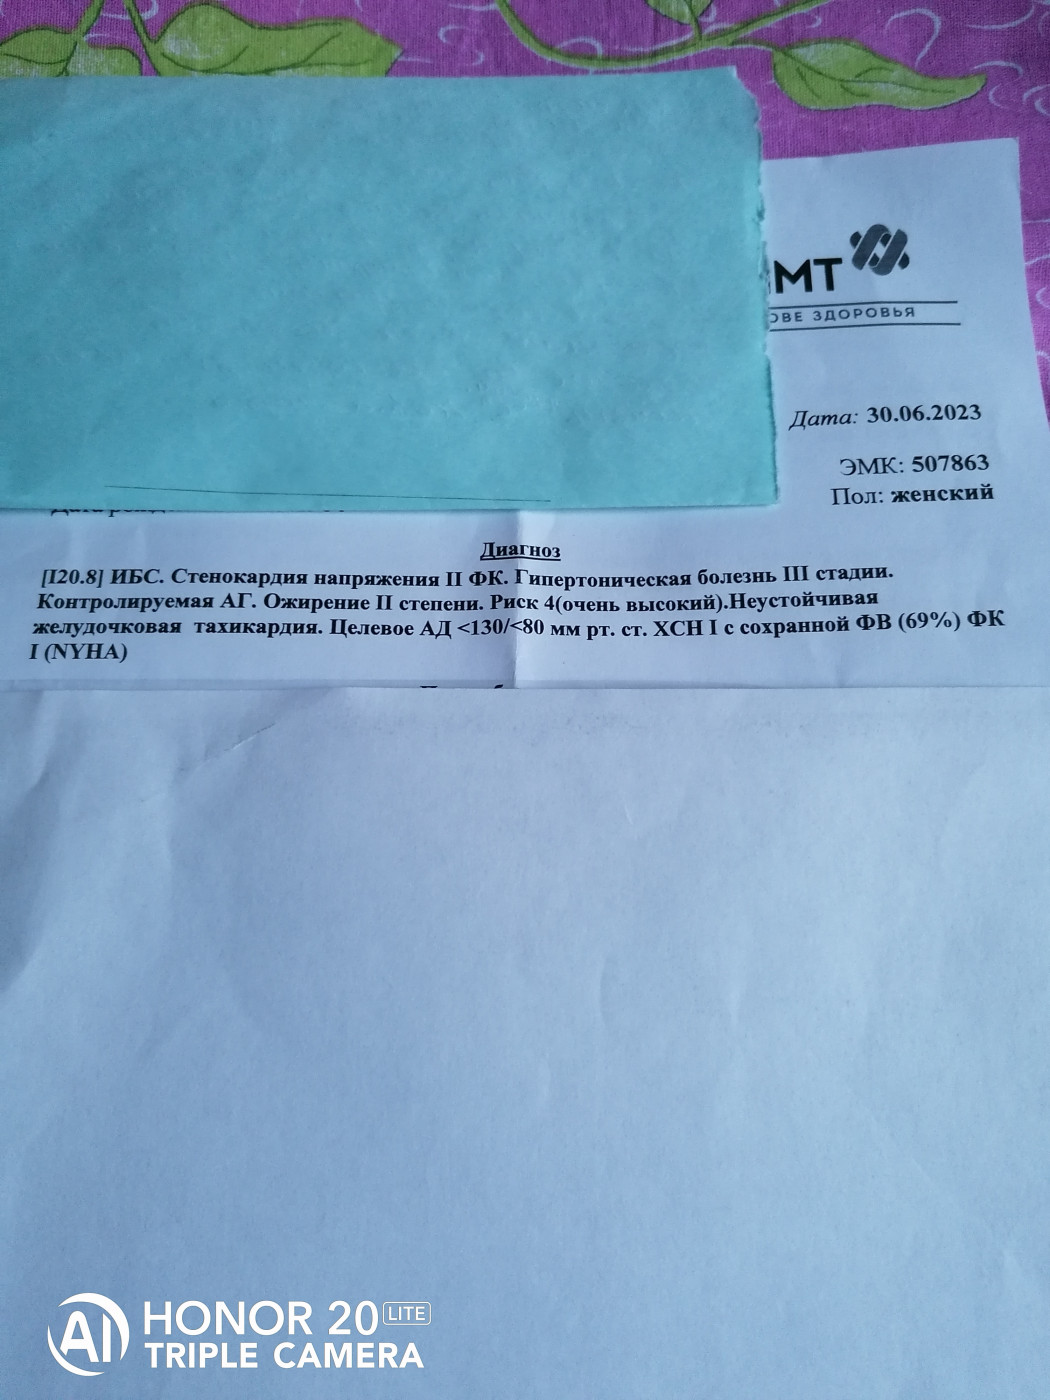 МТ
ОВЕ ЗДОРОВЬЯ
Дата: 30.06.2023
ЭМК: 507863
Пол: женский
Диагноз
[I20.8] ИБС. Стенокардия напряжения II ФК. Гипертоническая болезнь III стадии.
Контролируемая АГ. Ожирение II степени. Риск 4(очень высокий).Неустойчивая
желудочковая тахикардия. Целевое АД <130/<80 мм рт. ст. ХСН I с сохранной ФВ (69%) ФК
I (NYHA)
AI HONOR 20 LITE
TRIPLE CAMERA